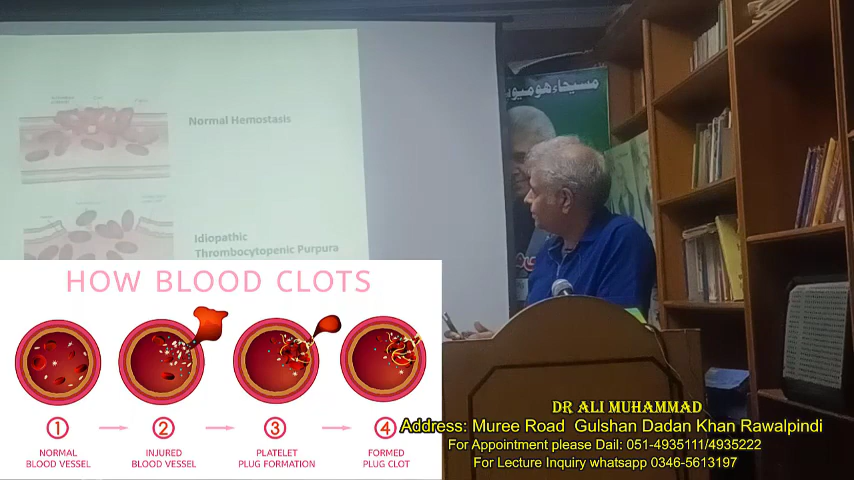 مسیحاء ہومیو
Normal Hemostasis
Idiopathic
Thrombocytopenic Purpura
HOW BLOOD CLOTS
1
2
3
4
NORMAL
BLOOD VESSEL
INJURED
BLOOD VESSEL
PLATELET
PLUG FORMATION
FORMED
PLUG CLOT
DR ALI MUHAMMAD
Address: Muree Road Gulshan Dadan Khan Rawalpindi
For Appointment please Dail: 051-4935111/4935222
For Lecture Inquiry whatsapp 0346-5613197